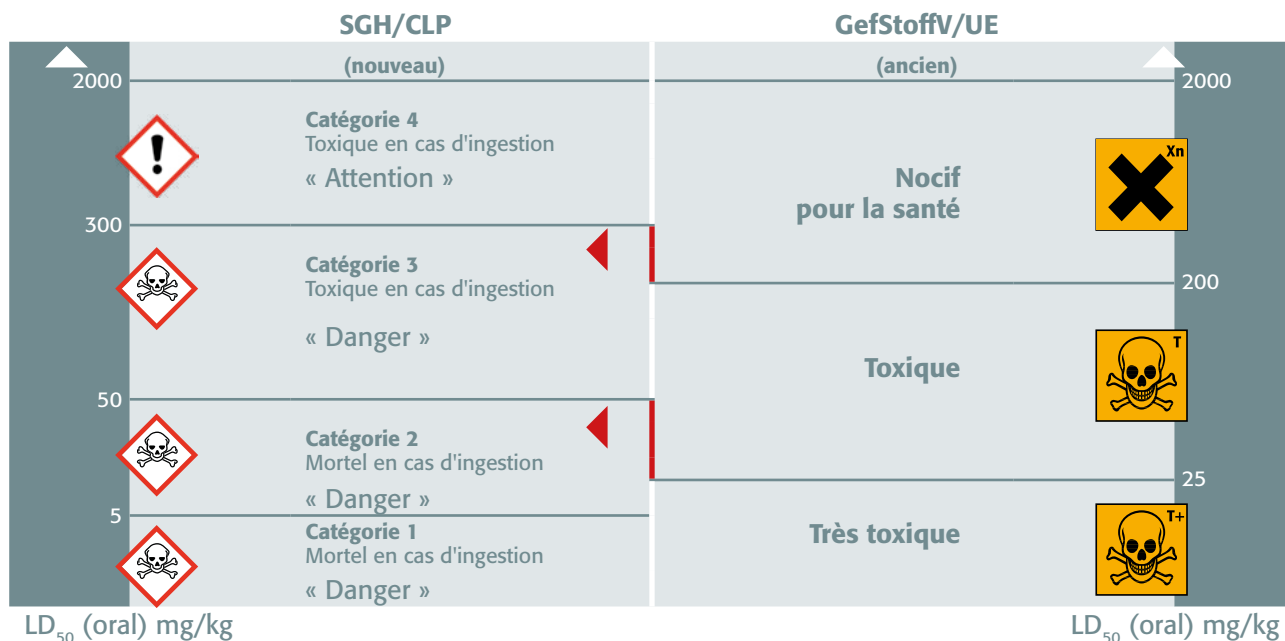 SGH/CLP
GefStoffV/UE
(nouveau)
(ancien)
2000
2000
Catégorie 4
Toxique en cas d'ingestion
« Attention »
Xn
Nocif
pour la santé
300
Catégorie 3
Toxique en cas d'ingestion
« Danger »
200
T
Toxique
50
Catégorie 2
Mortel en cas d'ingestion
« Danger »
25
5
Catégorie 1
Mortel en cas d'ingestion
« Danger »
T+
Très toxique
LD50 (oral) mg/kg
LD50 (oral) mg/kg